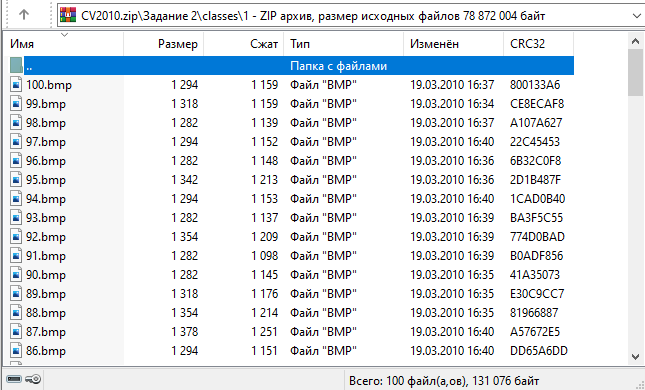 CV2010.zip\Задание 2\classes\1 - ZIP архив, размер исходных файлов 78 872 004 байт
Имя Размер Сжат Тип Изменён CRC32
.. Папка с файлами
100.bmp 1 294 1 159 Файл "BMP" 19.03.2010 16:37 800133A6
99.bmp 1 318 1 159 Файл "BMP" 19.03.2010 16:34 CE8ECAF8
98.bmp 1 282 1 139 Файл "BMP" 19.03.2010 16:37 A107A627
97.bmp 1 294 1 152 Файл "BMP" 19.03.2010 16:40 22C45453
96.bmp 1 282 1 148 Файл "BMP" 19.03.2010 16:36 6B32C0F8
95.bmp 1 342 1 213 Файл "BMP" 19.03.2010 16:36 2D1B487F
94.bmp 1 294 1 153 Файл "BMP" 19.03.2010 16:40 1CAD0B40
93.bmp 1 282 1 137 Файл "BMP" 19.03.2010 16:39 BA3F5C55
92.bmp 1 354 1 209 Файл "BMP" 19.03.2010 16:39 774D0BAD
91.bmp 1 282 1 098 Файл "BMP" 19.03.2010 16:39 B0ADF856
90.bmp 1 282 1 145 Файл "BMP" 19.03.2010 16:35 41A35073
89.bmp 1 318 1 176 Файл "BMP" 19.03.2010 16:35 E30C9CC7
88.bmp 1 354 1 214 Файл "BMP" 19.03.2010 16:35 81966887
87.bmp 1 378 1 251 Файл "BMP" 19.03.2010 16:40 A57672E5
86.bmp 1 294 1 151 Файл "BMP" 19.03.2010 16:40 DD65A6DD
Всего: 100 файл(а,ов), 131 076 байт